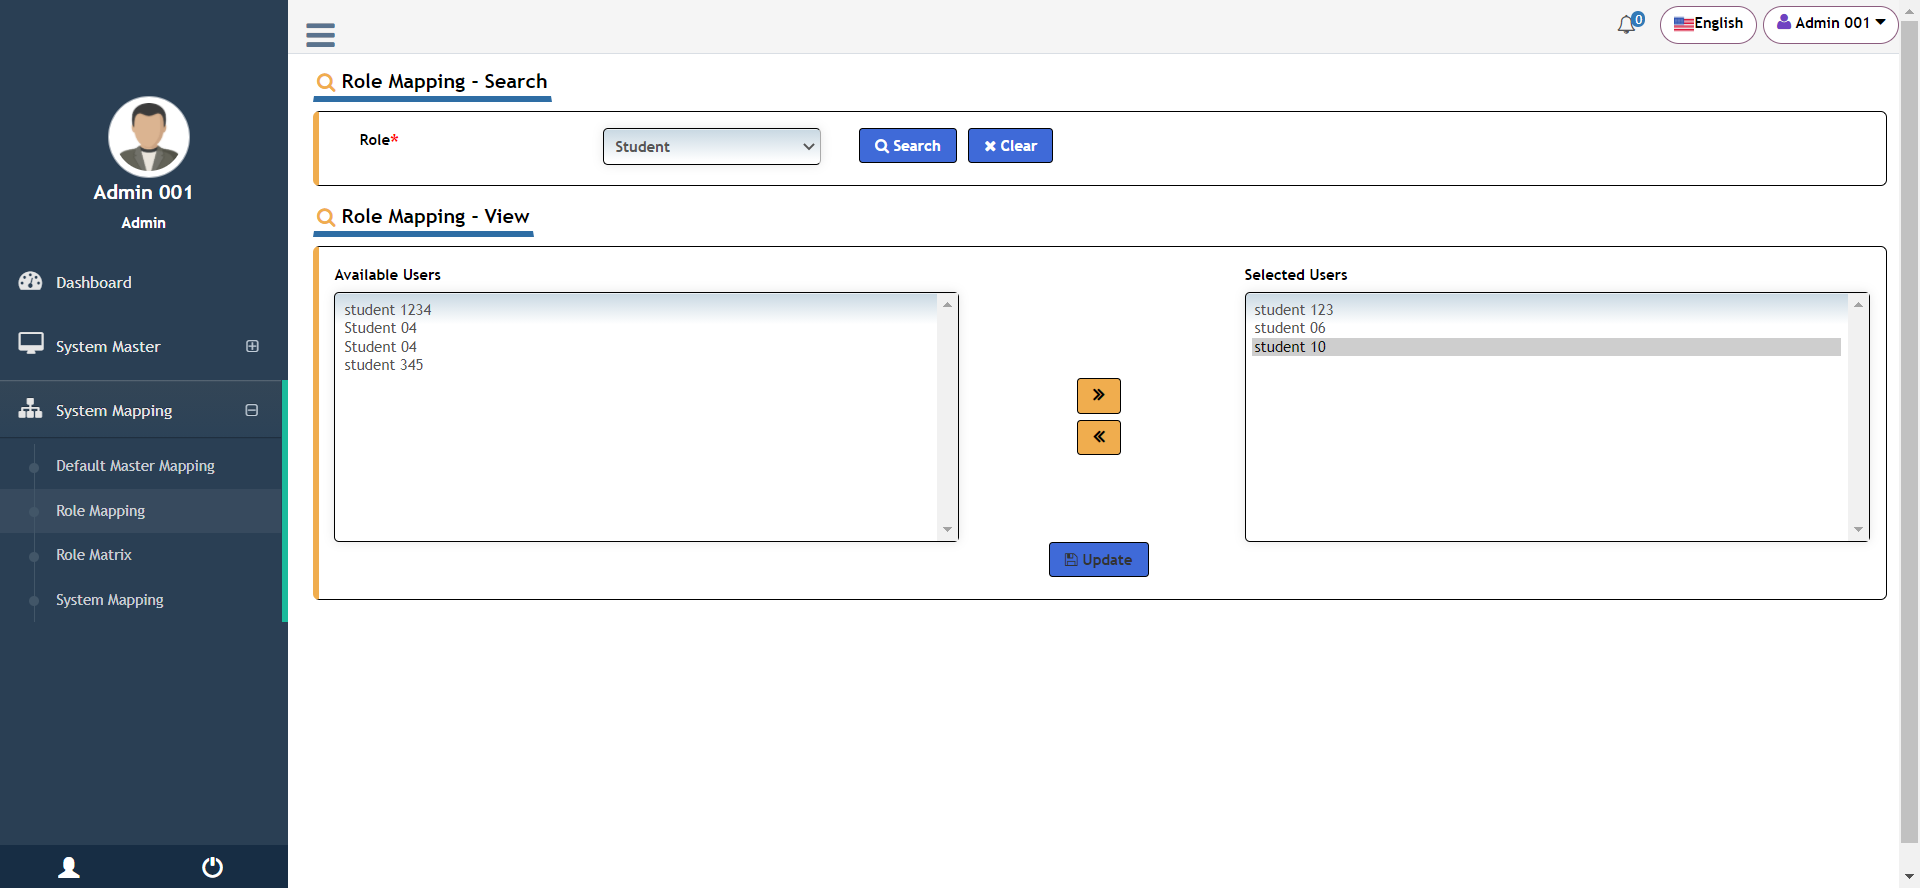 Admin 001
Admin
Dashboard
System Master
System Mapping
Default Master Mapping
Role Mapping
Role Matrix
System Mapping
0
English
Admin 001
Role Mapping - Search
Role*
Student
Search
Clear
Role Mapping - View
Available Users
student 1234
Student 04
Student 04
student 345
Selected Users
student 123
student 06
student 10
Update